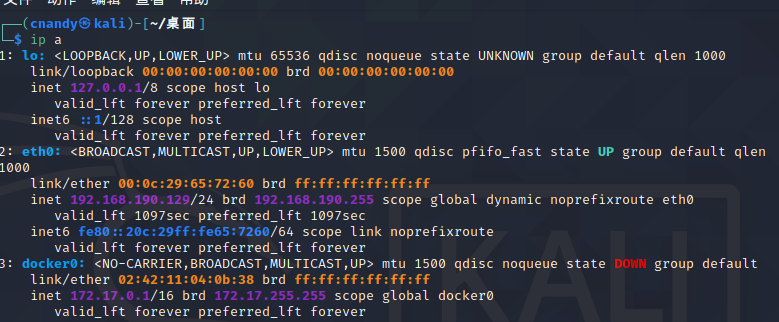 文件 动作 编辑 查看 帮助
┌──(cnandy㉿kali)-[~/桌面]
└─$ ip a
1: lo: <LOOPBACK,UP,LOWER_UP> mtu 65536 qdisc noqueue state UNKNOWN group default qlen 1000
    link/loopback 00:00:00:00:00:00 brd 00:00:00:00:00:00
    inet 127.0.0.1/8 scope host lo
       valid_lft forever preferred_lft forever
    inet6 ::1/128 scope host
       valid_lft forever preferred_lft forever
2: eth0: <BROADCAST,MULTICAST,UP,LOWER_UP> mtu 1500 qdisc pfifo_fast state UP group default qlen
1000
    link/ether 00:0c:29:65:72:60 brd ff:ff:ff:ff:ff:ff
    inet 192.168.190.129/24 brd 192.168.190.255 scope global dynamic noprefixroute eth0
       valid_lft 1097sec preferred_lft 1097sec
    inet6 fe80::20c:29ff:fe65:7260/64 scope link noprefixroute
       valid_lft forever preferred_lft forever
3: docker0: <NO-CARRIER,BROADCAST,MULTICAST,UP> mtu 1500 qdisc noqueue state DOWN group default
    link/ether 02:42:11:04:0b:38 brd ff:ff:ff:ff:ff:ff
    inet 172.17.0.1/16 brd 172.17.255.255 scope global docker0
       valid_lft forever preferred_lft forever
KALI